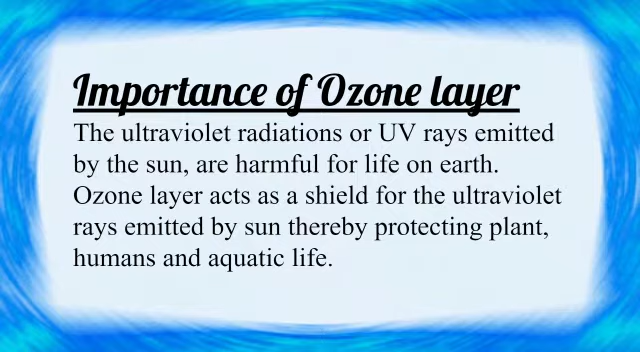 Importance of Ozone layer
The ultraviolet radiations or UV rays emitted
by the sun, are harmful for life on earth.
Ozone layer acts as a shield for the ultraviolet
rays emitted by sun thereby protecting plant,
humans and aquatic life.